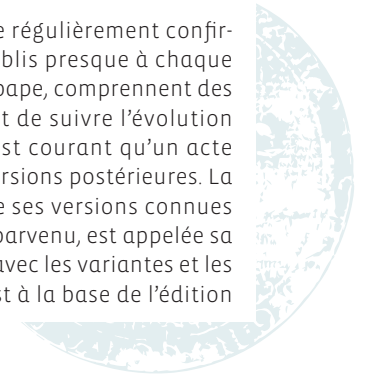 e régulièrement confir-
blis presque à chaque
pape, comprennent des
t de suivre l’évolution
st courant qu’un acte
rsions postérieures. La
e ses versions connues
parvenu, est appelée sa
avec les variantes et les
st à la base de l’édition